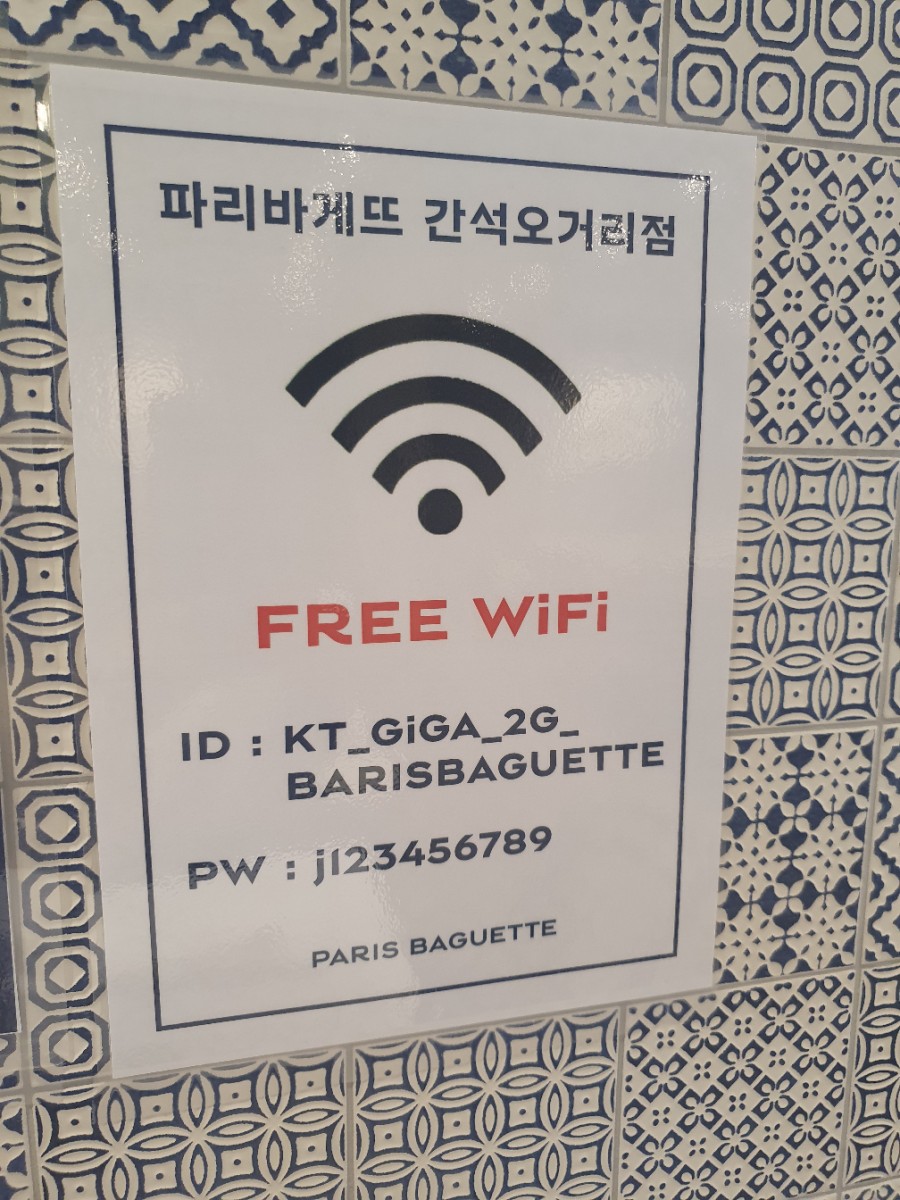 파리바게뜨 간석오거리점
FREE WiFi
ID : KT_GiGA_2G_
BARISBAGUETTE
PW : j123456789
PARIS BAGUETTE